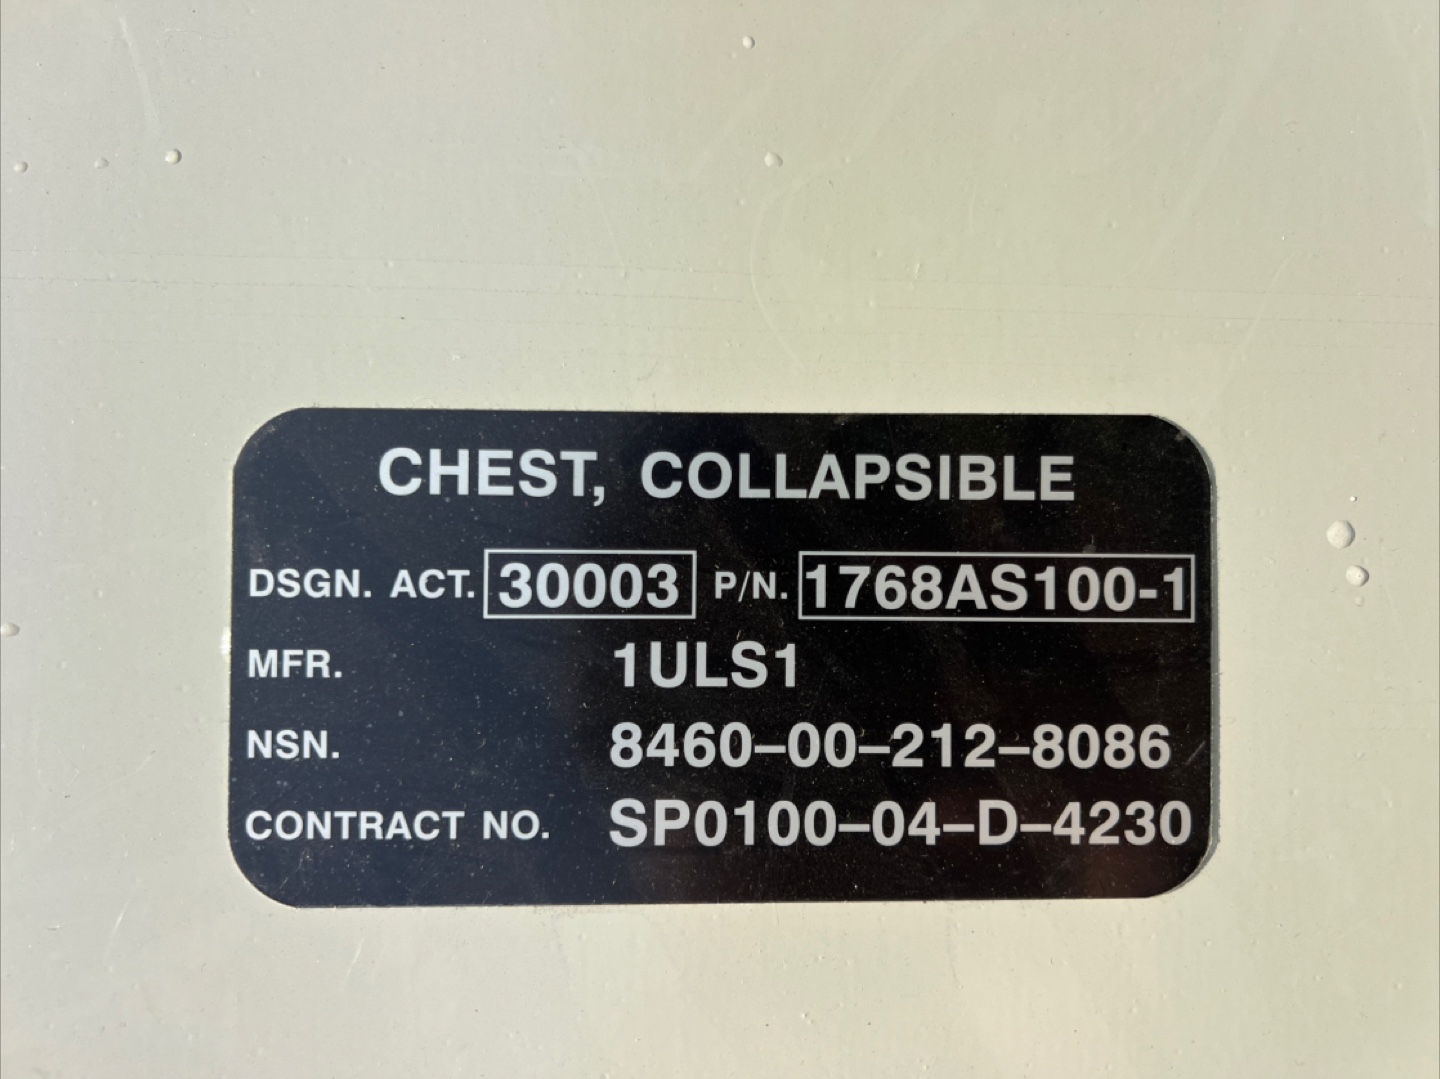 CHEST, COLLAPSIBLE
DSGN. ACT. 30003 P/N. 1768AS100-1
MFR. 1ULS1
NSN. 8460–00–212–8086
CONTRACT NO. SP0100–04–D–4230